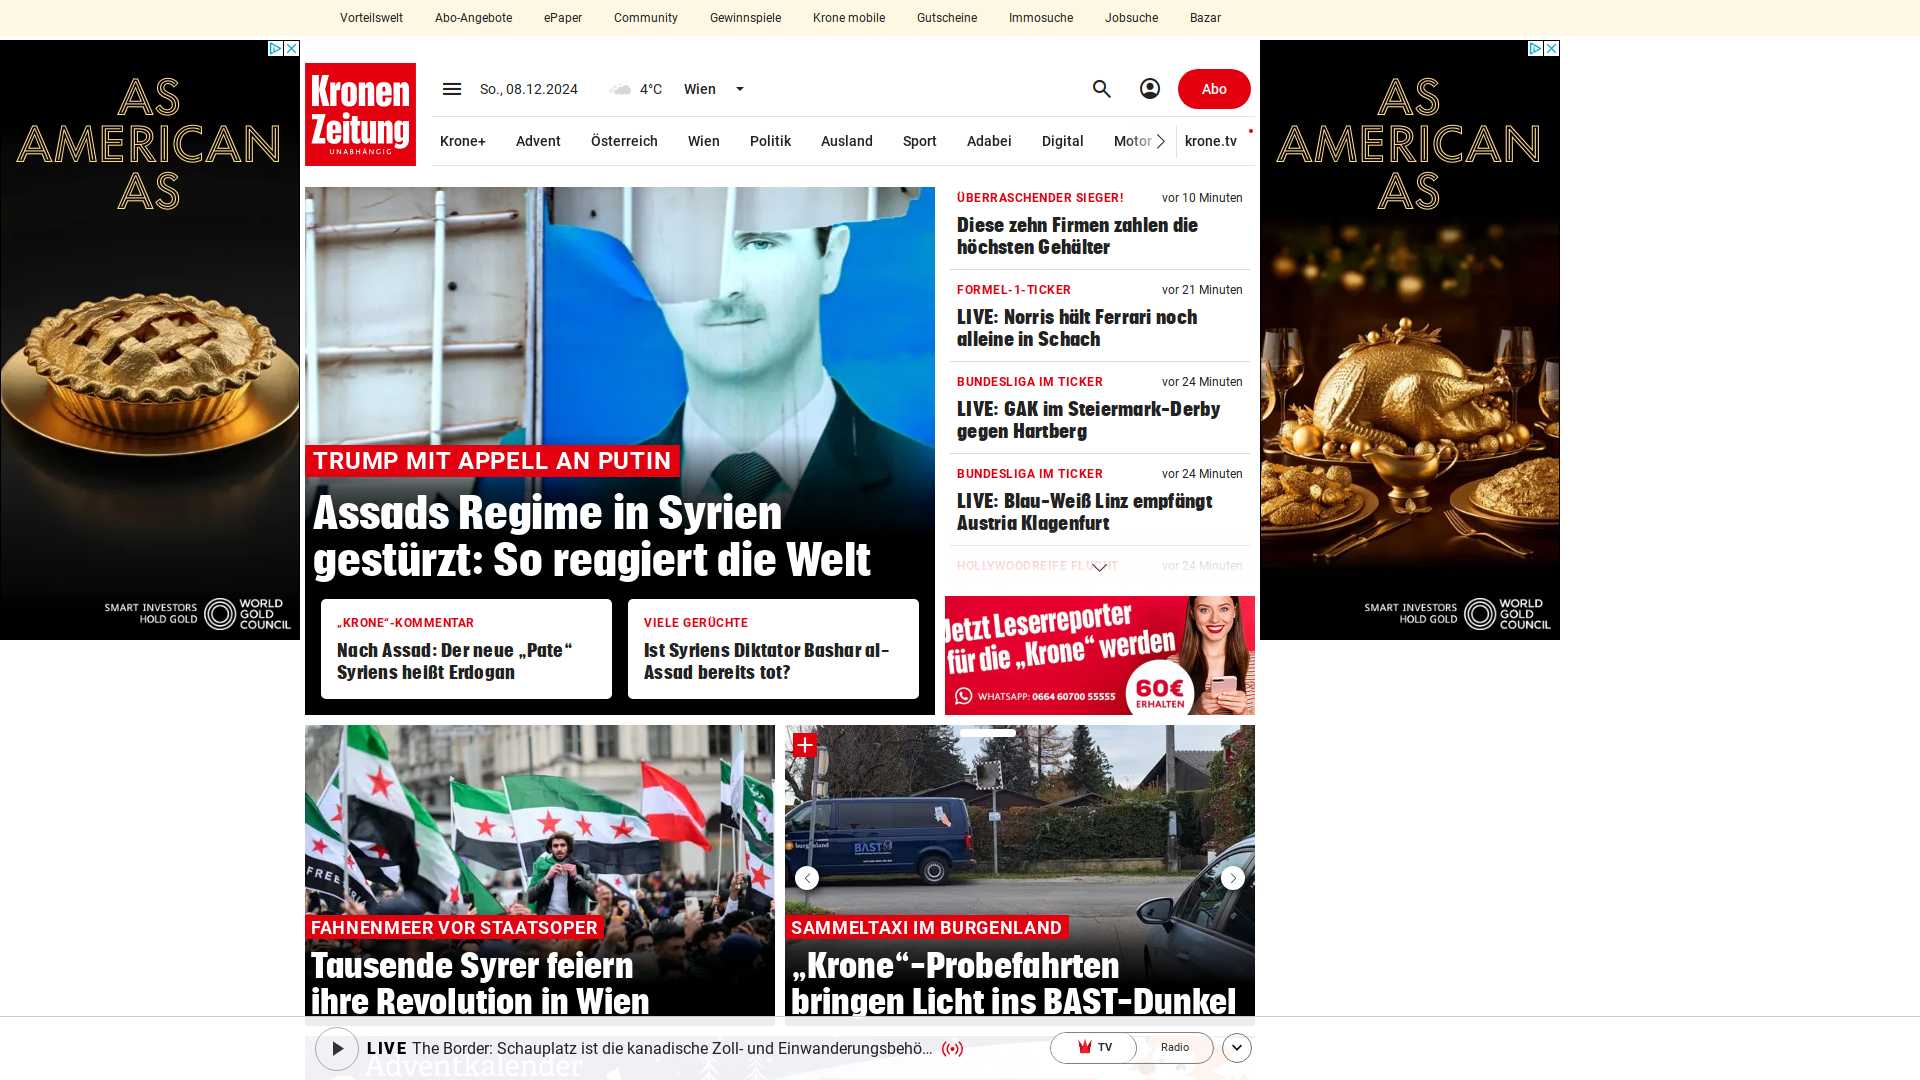 Vorteilswelt
Abo-Angebote
ePaper
Community
Gewinnspiele
Krone mobile
Gutscheine
Immosuche
Jobsuche
Bazar
AS
AMERICAN
AS
SMART INVESTORS
HOLD GOLD
WORLD
GOLD
COUNCIL
Kronen
Zeitung
UNABHÄNGIG
So., 08.12.2024
4°C
Wien
Abo
Krone+
Advent
Österreich
Wien
Politik
Ausland
Sport
Adabei
Digital
Motor
krone.tv
TRUMP MIT APPELL AN PUTIN
Assads Regime in Syrien
gestürzt: So reagiert die Welt
„KRONE“-KOMMENTAR
Nach Assad: Der neue „Pate“
Syriens heißt Erdogan
VIELE GERÜCHTE
Ist Syriens Diktator Bashar al-
Assad bereits tot?
ÜBERRASCHENDER SIEGER!
vor 10 Minuten
Diese zehn Firmen zahlen die
höchsten Gehälter
FORMEL-1-TICKER
vor 21 Minuten
LIVE: Norris hält Ferrari noch
alleine in Schach
BUNDESLIGA IM TICKER
vor 24 Minuten
LIVE: GAK im Steiermark-Derby
gegen Hartberg
BUNDESLIGA IM TICKER
vor 24 Minuten
LIVE: Blau-Weiß Linz empfängt
Austria Klagenfurt
HOLLYWOODREIFE FLUCHT
vor 24 Minuten
Jetzt Leserreporter
für die „Krone“ werden
WHATSAPP: 0664 60700 55555
60€
ERHALTEN
AS
AMERICAN
AS
SMART INVESTORS
HOLD GOLD
WORLD
GOLD
COUNCIL
FREE
FAHNENMEER VOR STAATSOPER
Tausende Syrer feiern
ihre Revolution in Wien
burgenland
BAST
SAMMELTAXI IM BURGENLAND
„Krone“-Probefahrten
bringen Licht ins BAST-Dunkel
Adventkalender
LIVE The Border: Schauplatz ist die kanadische Zoll- und Einwanderungsbehö…
TV
Radio